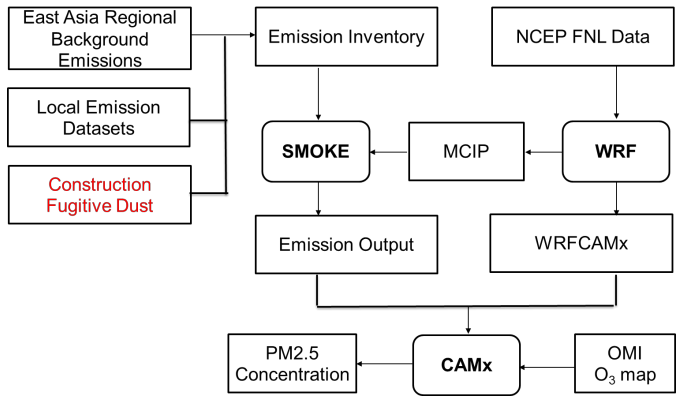 East Asia Regional
Background
Emissions
Emission Inventory
NCEP FNL Data
Local Emission
Datasets
SMOKE
MCIP
WRF
Construction
Fugitive Dust
Emission Output
WRFCAMx
PM2.5
Concentration
CAMx
OMI
O₃ map